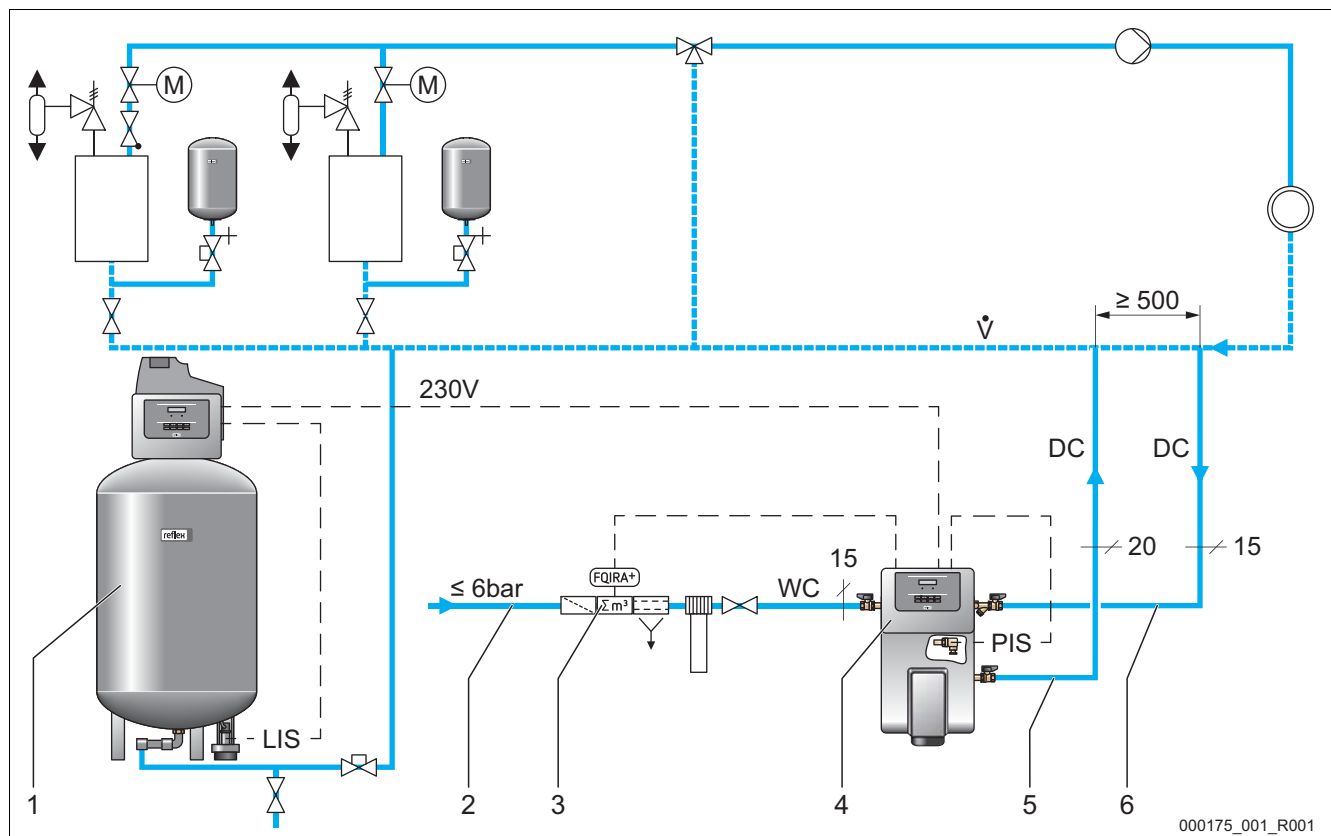 M
M
≥ 500
V̇
230V
DC
DC
reflex
20
15
FQIRA+
15
≤ 6bar
Σm³
WC
PIS
LIS
1
2
3
4
5
6
000175_001_R001